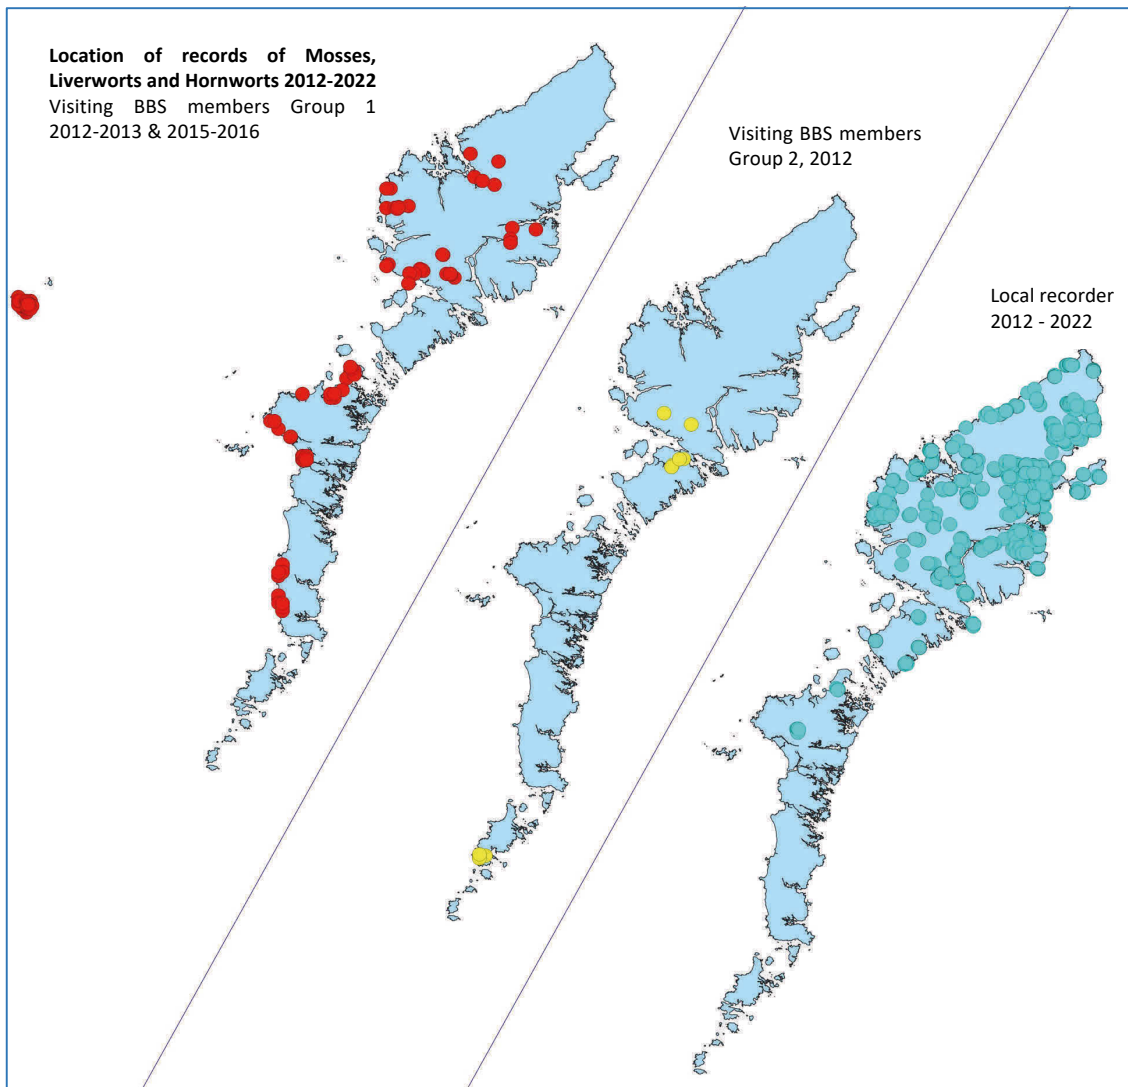 Location of records of Mosses,
Liverworts and Hornworts 2012-2022
Visiting BBS members Group 1
2012-2013 & 2015-2016
Visiting BBS members
Group 2, 2012
Local recorder
2012 - 2022